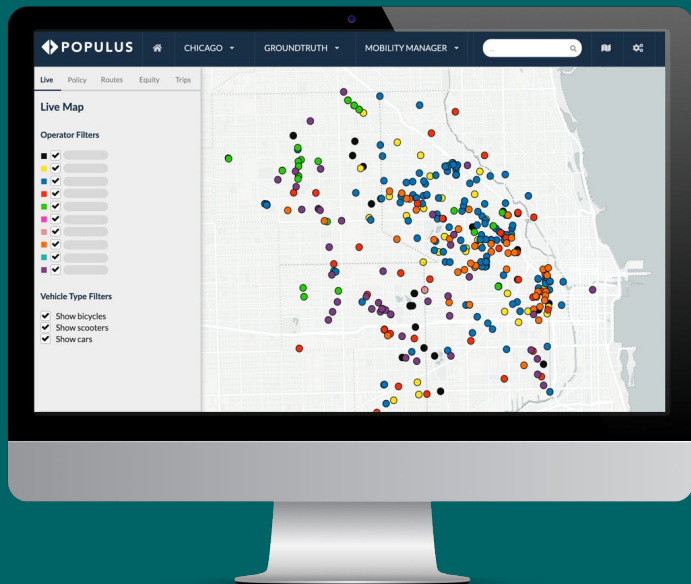 POPULUS
CHICAGO
GROUNDTRUTH
MOBILITY MANAGER
Live Policy Routes Equity Trips
Live Map
Operator Filters
Vehicle Type Filters
Show bicycles
Show scooters
Show cars